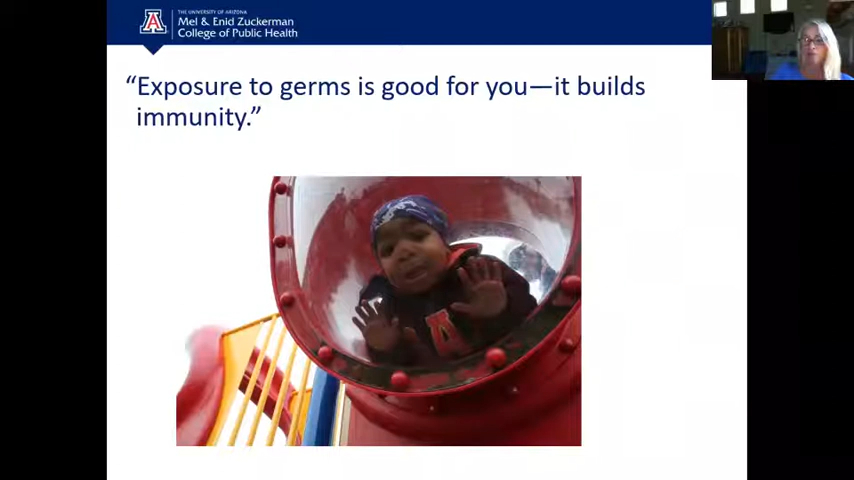 THE UNIVERSITY OF ARIZONA
Mel & Enid Zuckerman
College of Public Health
“Exposure to germs is good for you—it builds
immunity.”
A
A